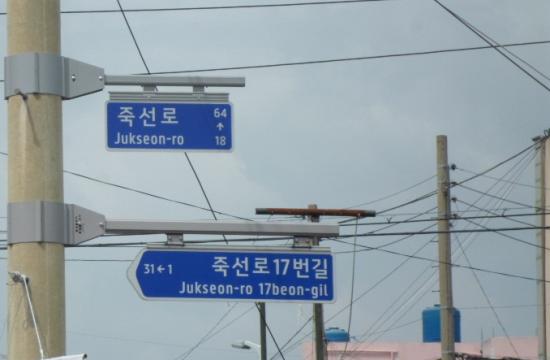 죽선로 64
↑
Jukseon-ro 18
31←1 죽선로17번길
Jukseon-ro 17beon-gil